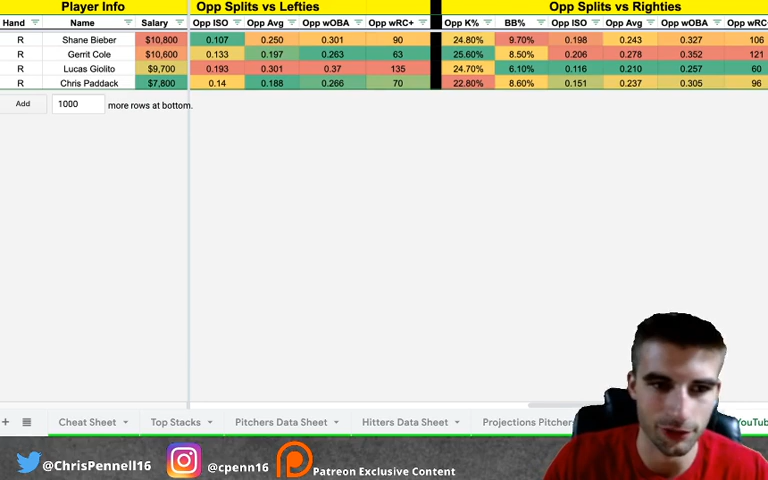 Player Info Opp Splits vs Lefties Opp Splits vs Righties
Hand Name Salary Opp ISO Opp Avg Opp wOBA Opp wRC+ Opp K% BB% Opp ISO Opp Avg Opp wOBA Opp wRC
R Shane Bieber $10,800 0.107 0.250 0.301 90 24.80% 9.70% 0.198 0.243 0.327 106
R Gerrit Cole $10,600 0.133 0.197 0.263 63 25.60% 8.50% 0.206 0.278 0.352 121
R Lucas Giolito $9,700 0.193 0.301 0.37 135 24.70% 6.10% 0.116 0.210 0.257 60
R Chris Paddack $7,800 0.14 0.188 0.266 70 22.80% 8.60% 0.151 0.237 0.305 96
Add 1000 more rows at bottom.
+ Cheat Sheet Top Stacks Pitchers Data Sheet Hitters Data Sheet Projections Pitcher YouTub
@ChrisPennell16 @cpenn16 Patreon Exclusive Content